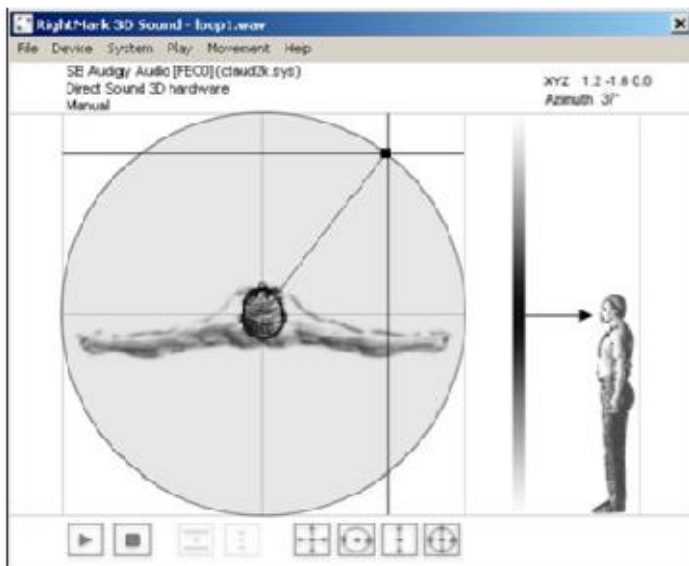 RightMark 3D Sound - loop1.wav
File Device System Play Movement Help
SB Audigy Audio [FEC0] (ctaud2k.sys)
Direct Sound 3D hardware
Manual
XYZ 1.2 -1.6 0.0
Azimuth 37°